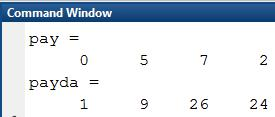 Command Window
pay =
0 5 7 2
payda =
1 9 26 24